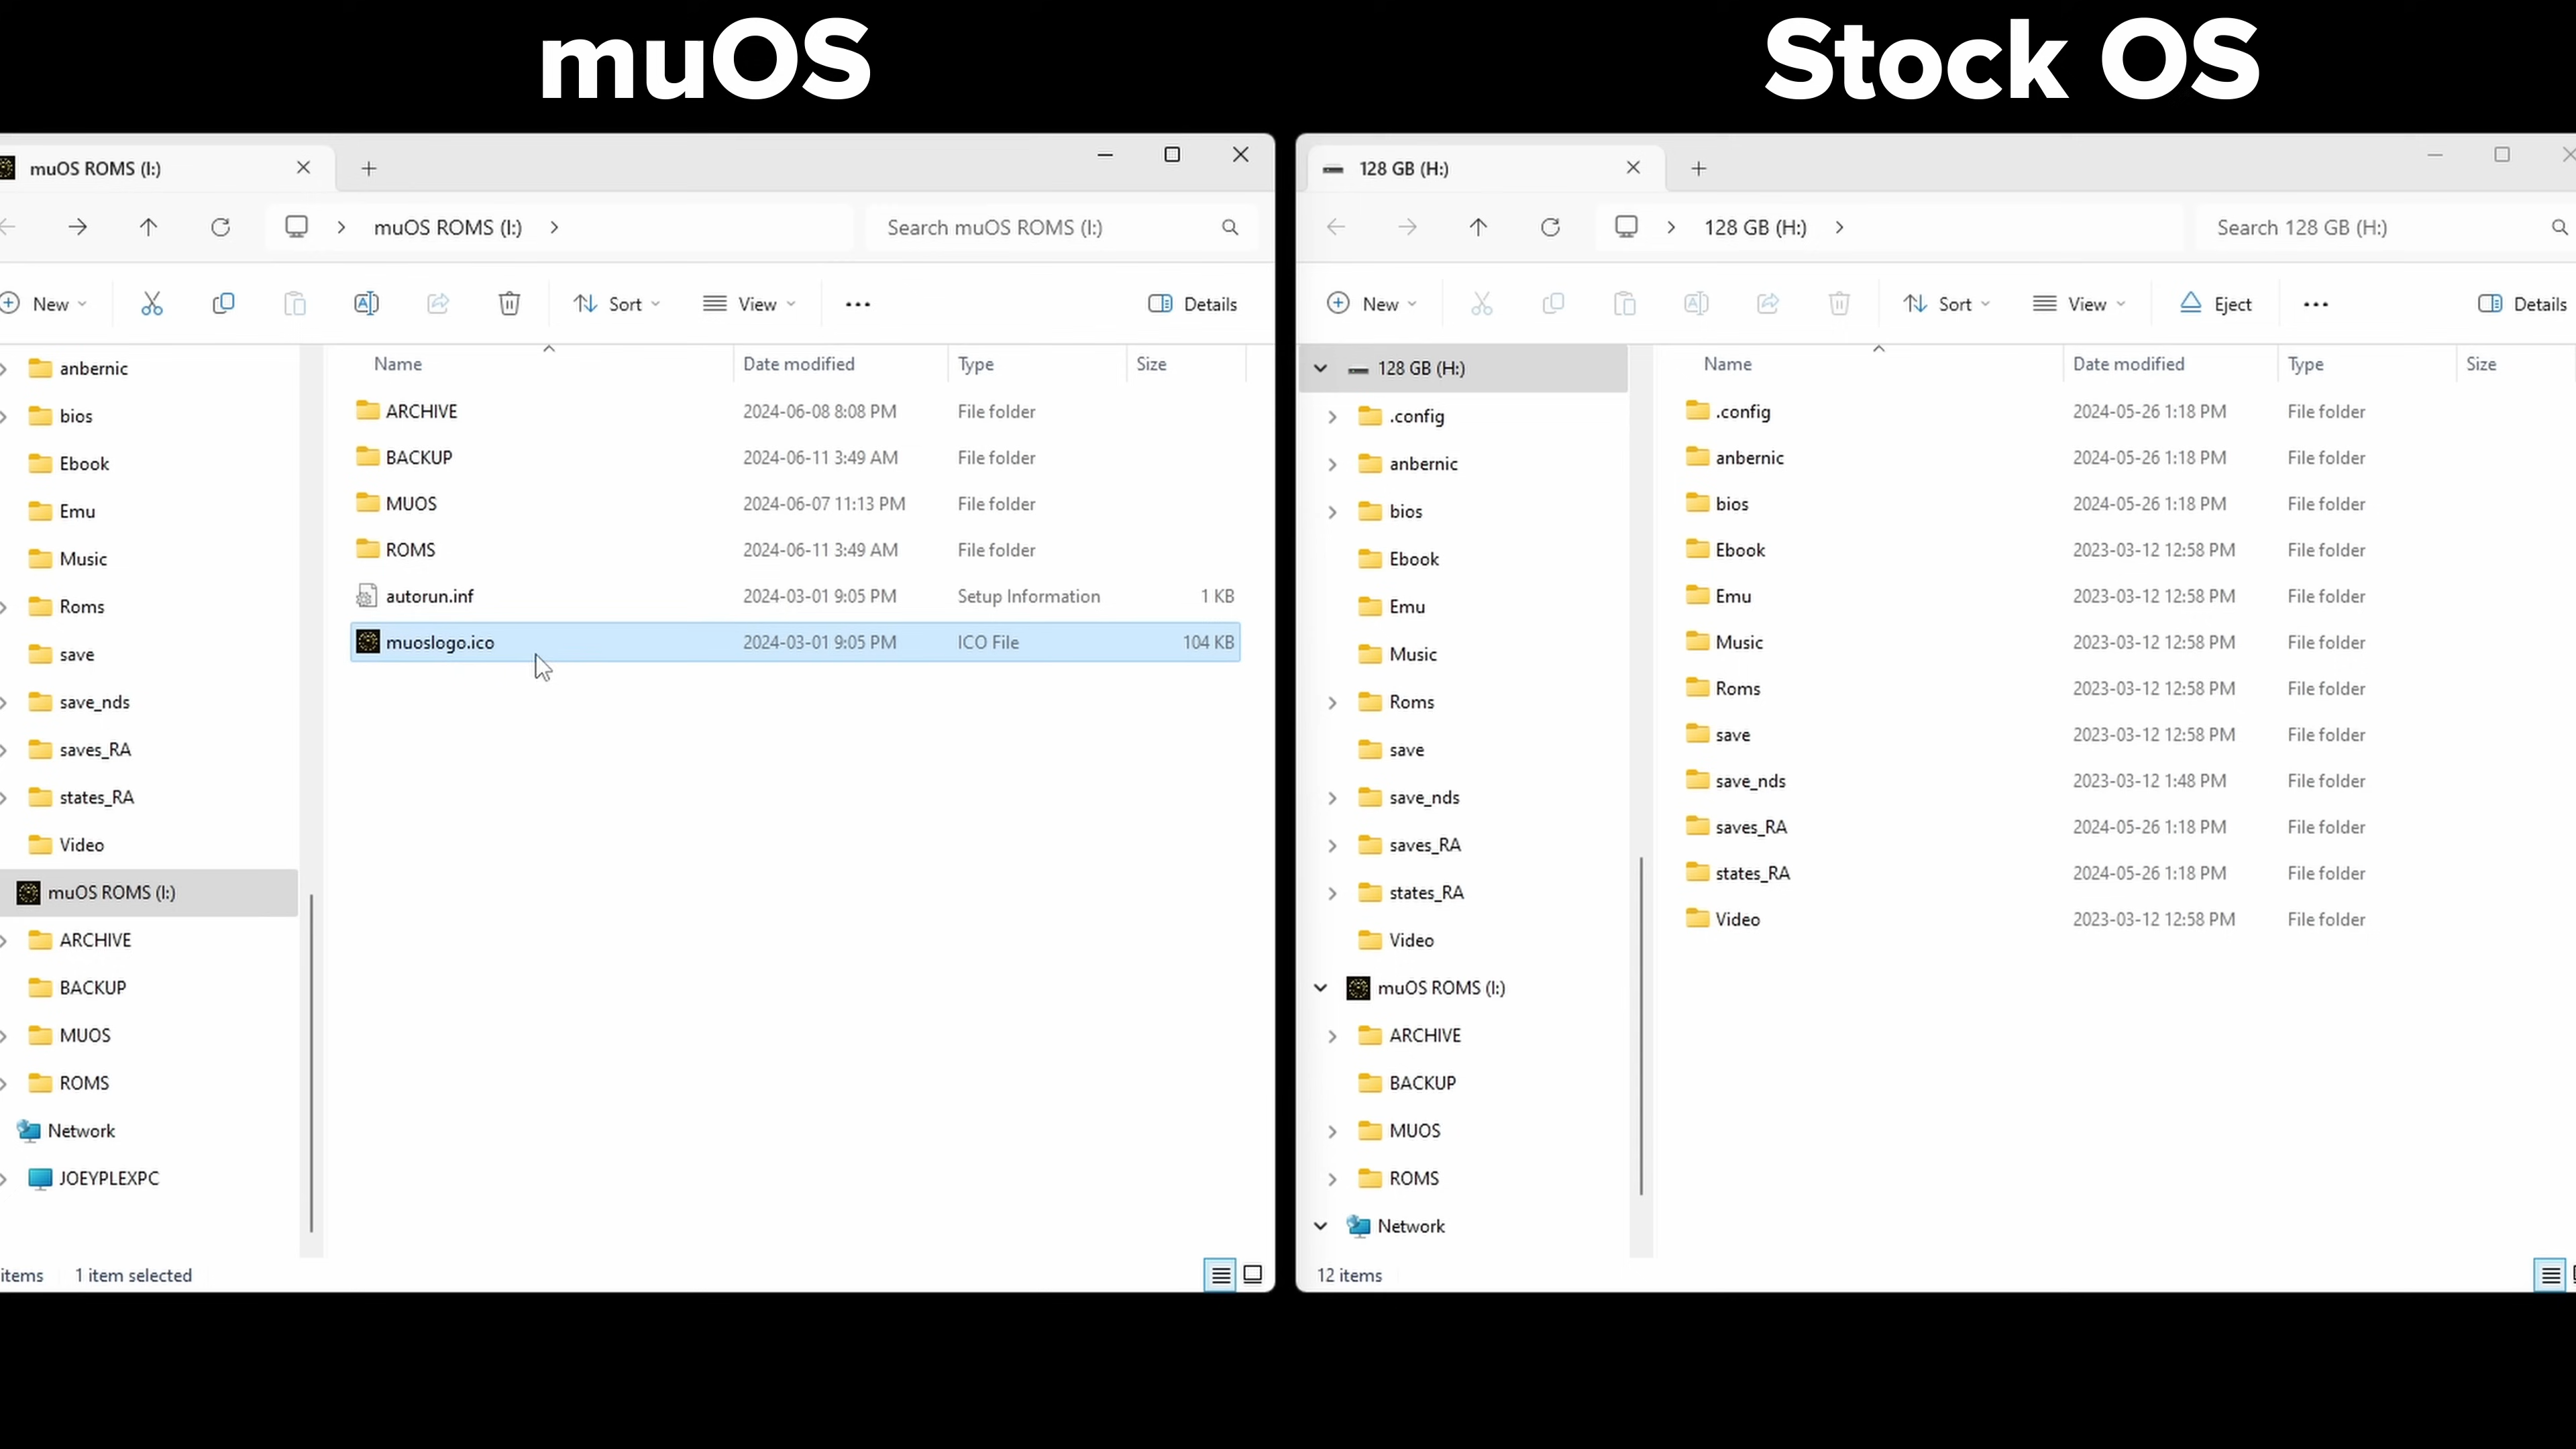 muOS
Stock OS
muOS ROMS (I:)
muOS ROMS (I:)
Search muOS ROMS (I:)
New
Sort
View
Details
anbernic
bios
Ebook
Emu
Music
Roms
save
save_nds
saves_RA
states_RA
Video
muOS ROMS (I:)
ARCHIVE
BACKUP
MUOS
ROMS
Network
JOEYPLEXPC
Name Date modified Type Size
ARCHIVE 2024-06-08 8:08 PM File folder
BACKUP 2024-06-11 3:49 AM File folder
MUOS 2024-06-07 11:13 PM File folder
ROMS 2024-06-11 3:49 AM File folder
autorun.inf 2024-03-01 9:05 PM Setup Information 1 KB
muoslogo.ico 2024-03-01 9:05 PM ICO File 104 KB
items 1 item selected
128 GB (H:)
128 GB (H:)
Search 128 GB (H:)
New
Sort
View
Eject
Details
128 GB (H:)
.config
anbernic
bios
Ebook
Emu
Music
Roms
save
save_nds
saves_RA
states_RA
Video
muOS ROMS (I:)
ARCHIVE
BACKUP
MUOS
ROMS
Network
Name Date modified Type Size
.config 2024-05-26 1:18 PM File folder
anbernic 2024-05-26 1:18 PM File folder
bios 2024-05-26 1:18 PM File folder
Ebook 2023-03-12 12:58 PM File folder
Emu 2023-03-12 12:58 PM File folder
Music 2023-03-12 12:58 PM File folder
Roms 2023-03-12 12:58 PM File folder
save 2023-03-12 12:58 PM File folder
save_nds 2023-03-12 1:48 PM File folder
saves_RA 2024-05-26 1:18 PM File folder
states_RA 2024-05-26 1:18 PM File folder
Video 2023-03-12 12:58 PM File folder
12 items